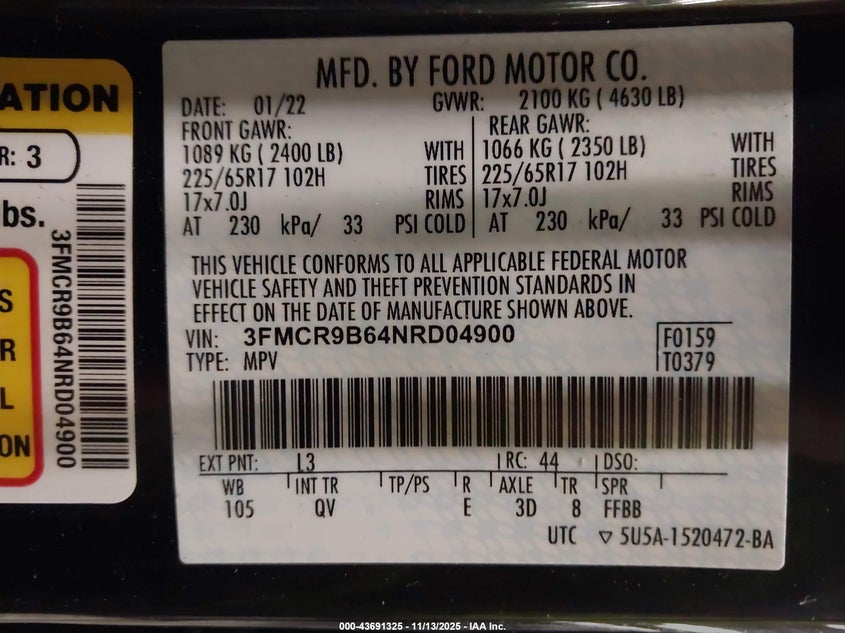 ATION
R: 3
bs.
S
R
L
ON
3FMCR9B64NRD04900
MFD. BY FORD MOTOR CO.
DATE: 01/22 GVWR: 2100 KG ( 4630 LB)
FRONT GAWR: REAR GAWR:
1089 KG ( 2400 LB) WITH 1066 KG ( 2350 LB) WITH
225/65R17 102H TIRES 225/65R17 102H TIRES
17x7.0J RIMS 17x7.0J RIMS
AT 230 kPa/ 33 PSI COLD AT 230 kPa/ 33 PSI COLD
THIS VEHICLE CONFORMS TO ALL APPLICABLE FEDERAL MOTOR
VEHICLE SAFETY AND THEFT PREVENTION STANDARDS IN
EFFECT ON THE DATE OF MANUFACTURE SHOWN ABOVE.
VIN: 3FMCR9B64NRD04900 F0159
TYPE: MPV T0379
EXT PNT: L3 RC: 44 DSO:
WB INT TR TP/PS R AXLE TR SPR
105 QV E 3D 8 FFBB
UTC ▽ 5U5A-1520472-BA
000-43691325 - 11/13/2025 - IAA Inc.